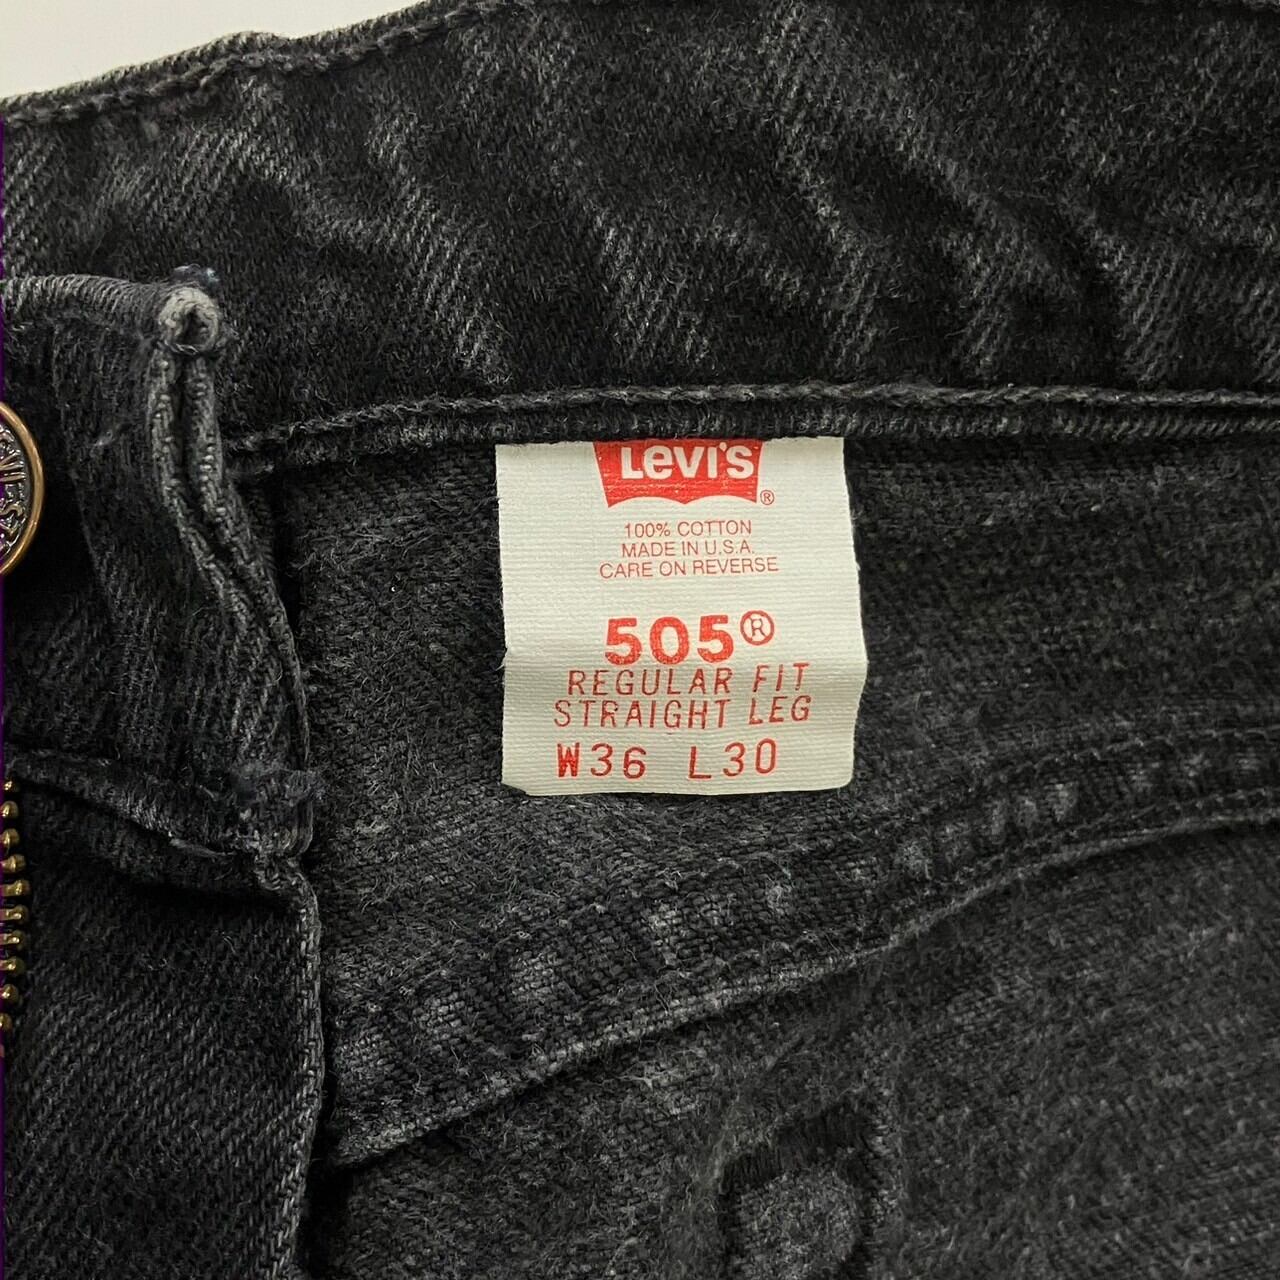 Levi's®
100% COTTON
MADE IN U.S.A.
CARE ON REVERSE
505®
REGULAR FIT
STRAIGHT LEG
W36 L30